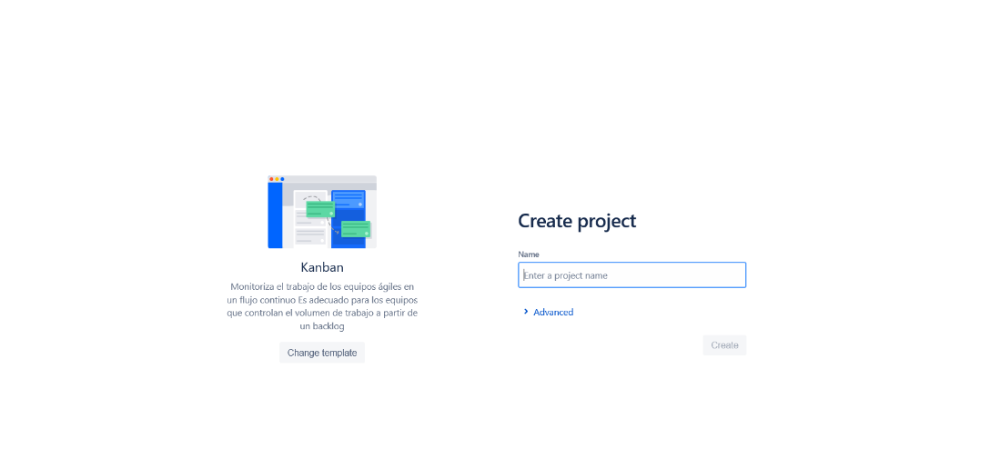 Kanban
Monitoriza el trabajo de los equipos ágiles en
un flujo continuo Es adecuado para los equipos
que controlan el volumen de trabajo a partir de
un backlog
Change template
Create project
Name
Enter a project name
Advanced
Create